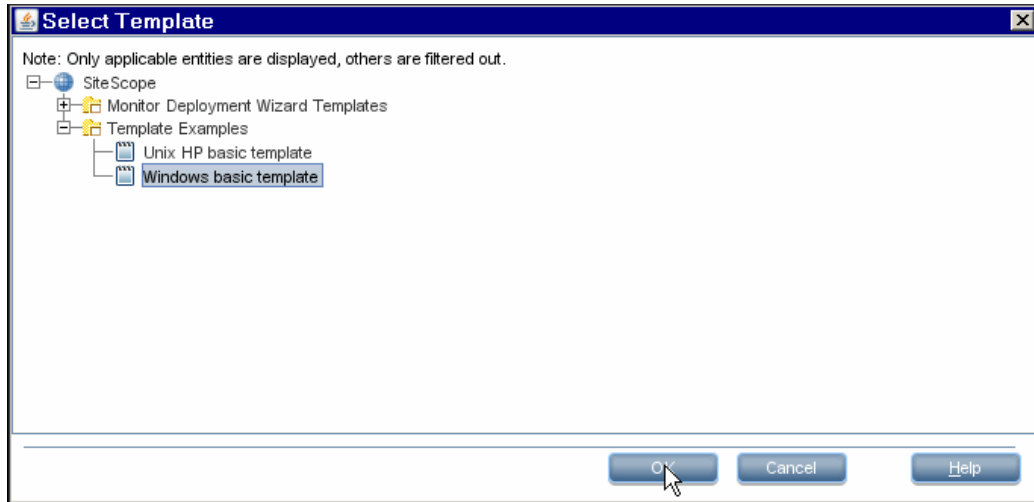 Select Template
Note: Only applicable entities are displayed, others are filtered out.
SiteScope
Monitor Deployment Wizard Templates
Template Examples
Unix HP basic template
Windows basic template
OK Cancel Help